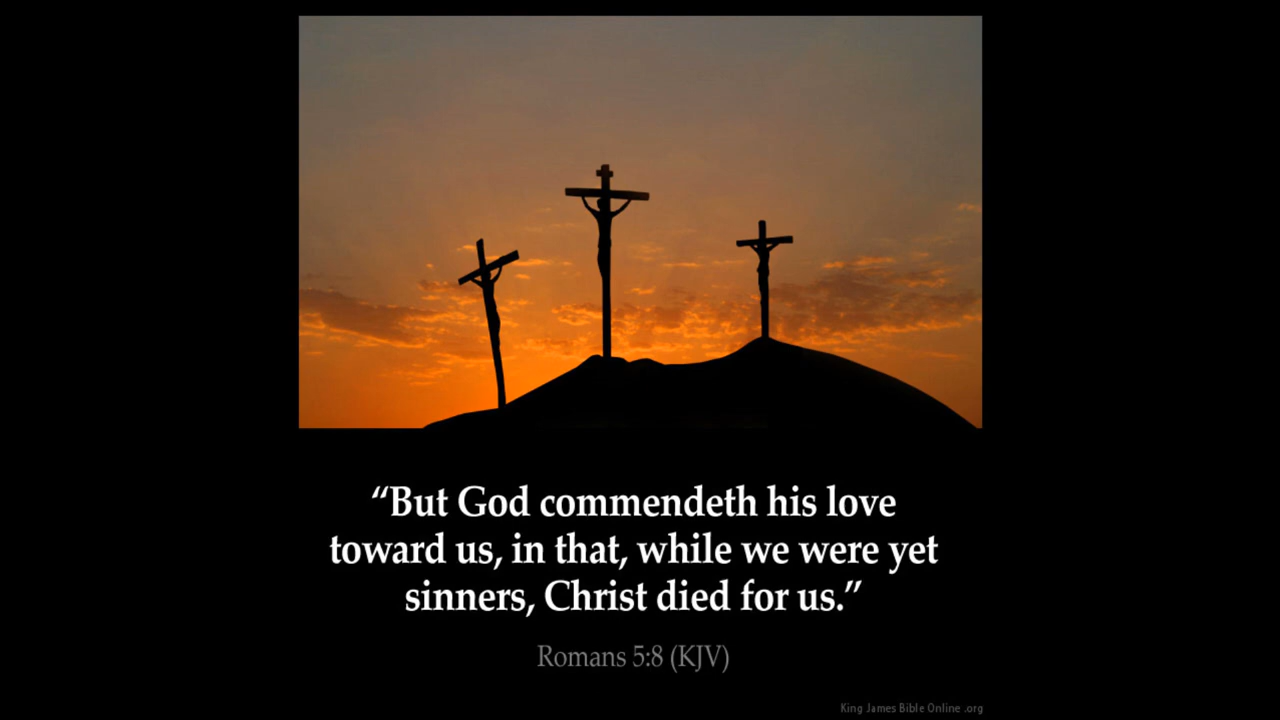 “But God commendeth his love
toward us, in that, while we were yet
sinners, Christ died for us.”
Romans 5:8 (KJV)
King James Bible Online .org